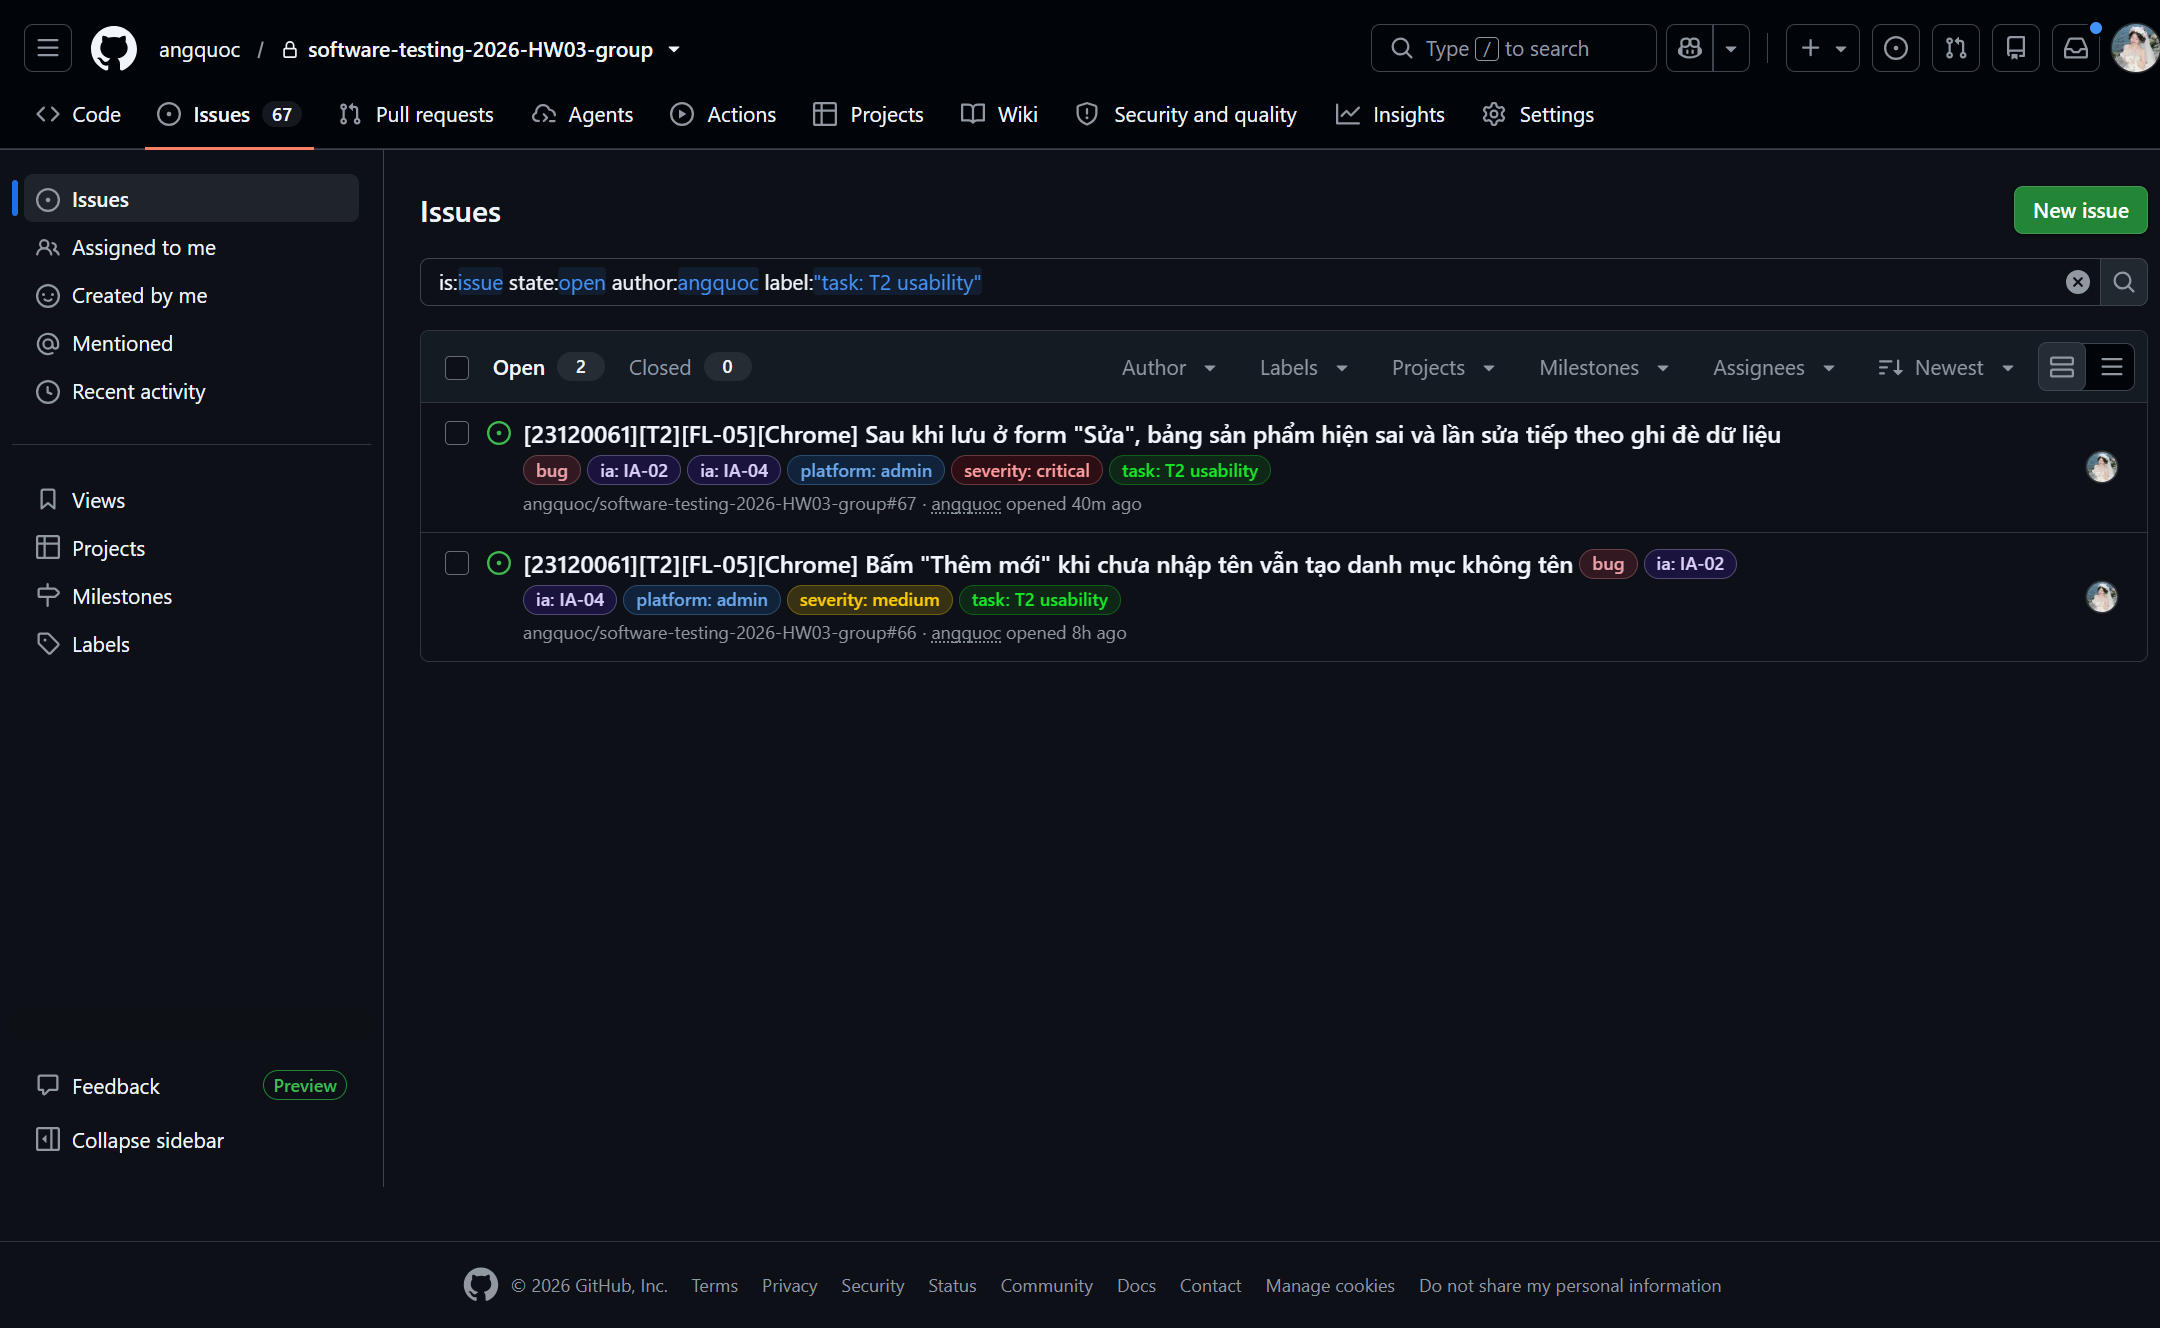 angquoc / software-testing-2026-HW03-group
Type / to search
Code
Issues 67
Pull requests
Agents
Actions
Projects
Wiki
Security and quality
Insights
Settings
Issues
Assigned to me
Created by me
Mentioned
Recent activity
Views
Projects
Milestones
Labels
Feedback Preview
Collapse sidebar
Issues
New issue
is:issue state:open author:angquoc label:"task: T2 usability"
Open 2 Closed 0 Author Labels Projects Milestones Assignees Newest
[23120061][T2][FL-05][Chrome] Sau khi lưu ở form "Sửa", bảng sản phẩm hiện sai và lần sửa tiếp theo ghi đè dữ liệu
bug ia: IA-02 ia: IA-04 platform: admin severity: critical task: T2 usability
angquoc/software-testing-2026-HW03-group#67 · angquoc opened 40m ago
[23120061][T2][FL-05][Chrome] Bấm "Thêm mới" khi chưa nhập tên vẫn tạo danh mục không tên bug ia: IA-02
ia: IA-04 platform: admin severity: medium task: T2 usability
angquoc/software-testing-2026-HW03-group#66 · angquoc opened 8h ago
© 2026 GitHub, Inc. Terms Privacy Security Status Community Docs Contact Manage cookies Do not share my personal information